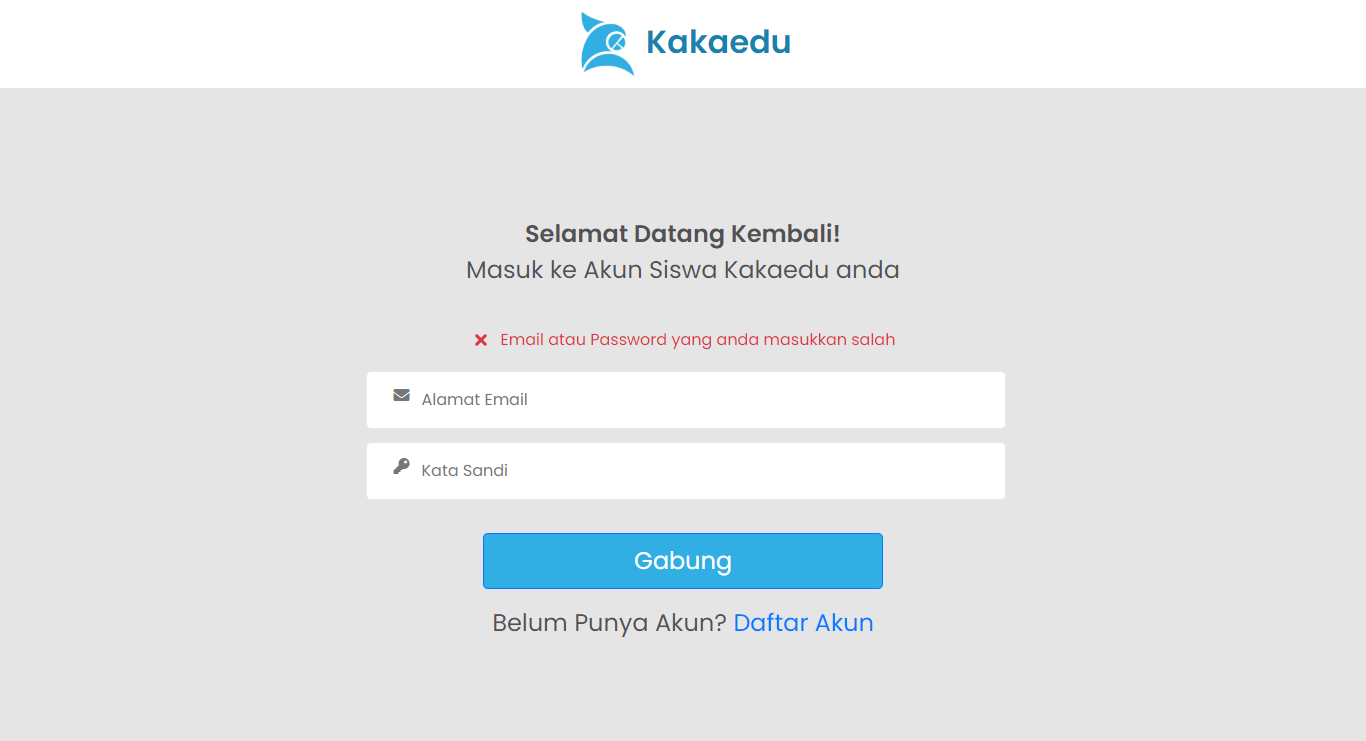 Kakaedu
Selamat Datang Kembali!
Masuk ke Akun Siswa Kakaedu anda
Email atau Password yang anda masukkan salah
Alamat Email
Kata Sandi
Gabung
Belum Punya Akun? Daftar Akun